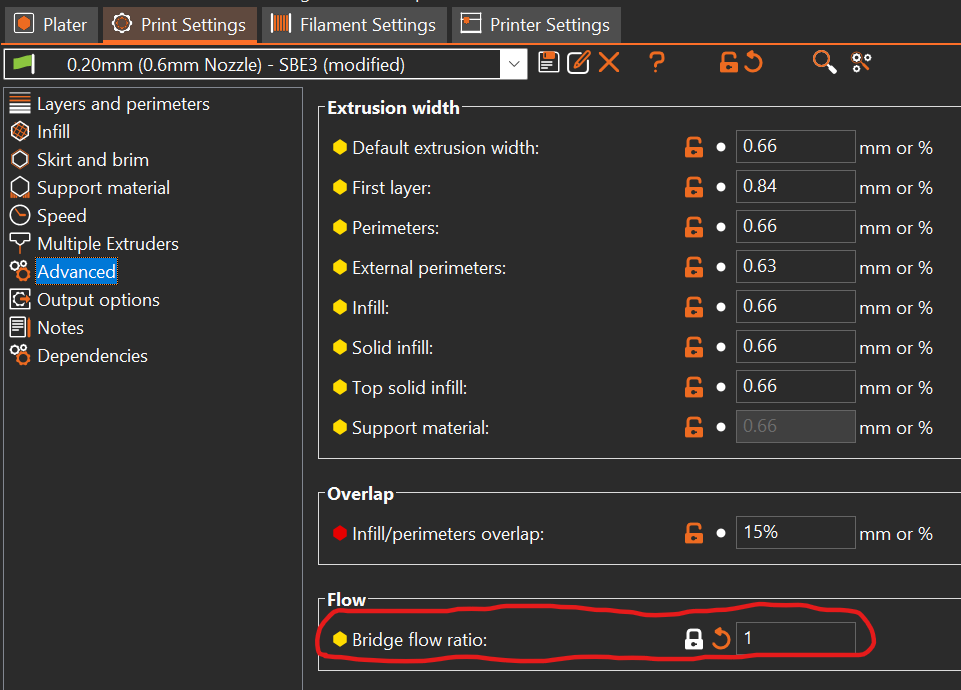 Plater Print Settings Filament Settings Printer Settings
0.20mm (0.6mm Nozzle) - SBE3 (modified)
Layers and perimeters
Infill
Skirt and brim
Support material
Speed
Multiple Extruders
Advanced
Output options
Notes
Dependencies
Extrusion width
Default extrusion width: 0.66 mm or %
First layer: 0.84 mm or %
Perimeters: 0.66 mm or %
External perimeters: 0.63 mm or %
Infill: 0.66 mm or %
Solid infill: 0.66 mm or %
Top solid infill: 0.66 mm or %
Support material: 0.66 mm or %
Overlap
Infill/perimeters overlap: 15% mm or %
Flow
Bridge flow ratio: 1